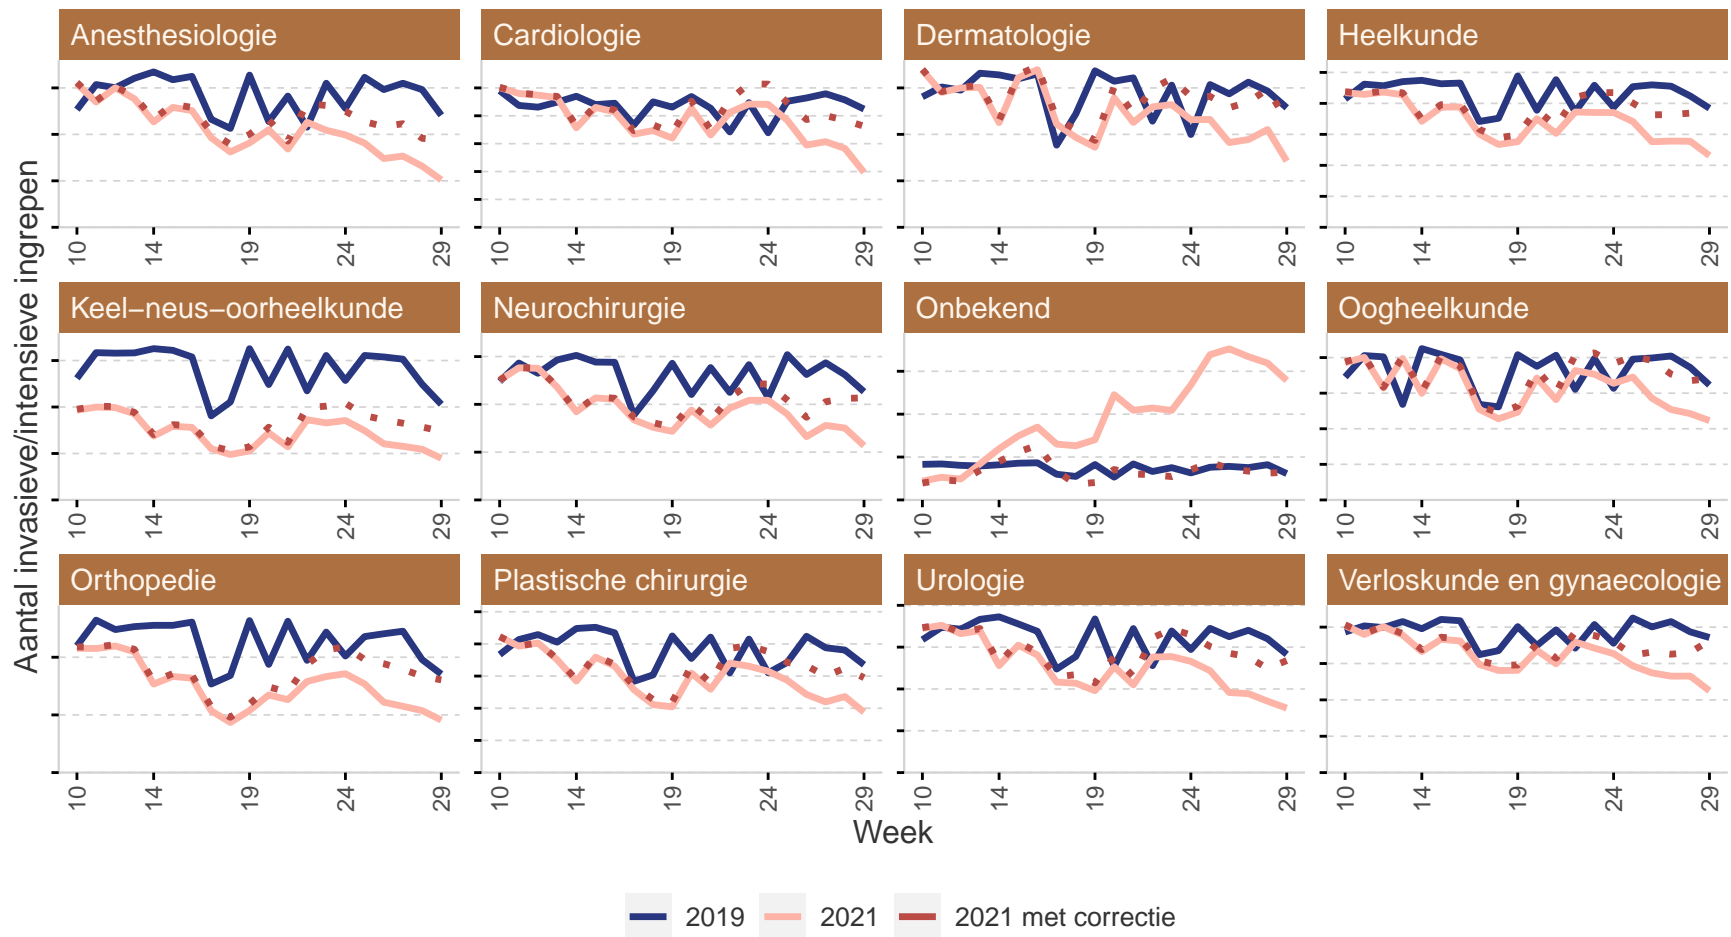 Anesthesiologie Cardiologie Dermatologie Heelkunde
10 14 19 24 29 10 14 19 24 29 10 14 19 24 29 10 14 19 24 29
Aantal invasieve/intensieve ingrepen
Keel−neus−oorheelkunde Neurochirurgie Onbekend Oogheelkunde
10 14 19 24 29 10 14 19 24 29 10 14 19 24 29 10 14 19 24 29
Orthopedie Plastische chirurgie Urologie Verloskunde en gynaecologie
10 14 19 24 29 10 14 19 24 29 10 14 19 24 29 10 14 19 24 29
Week
2019 2021 2021 met correctie